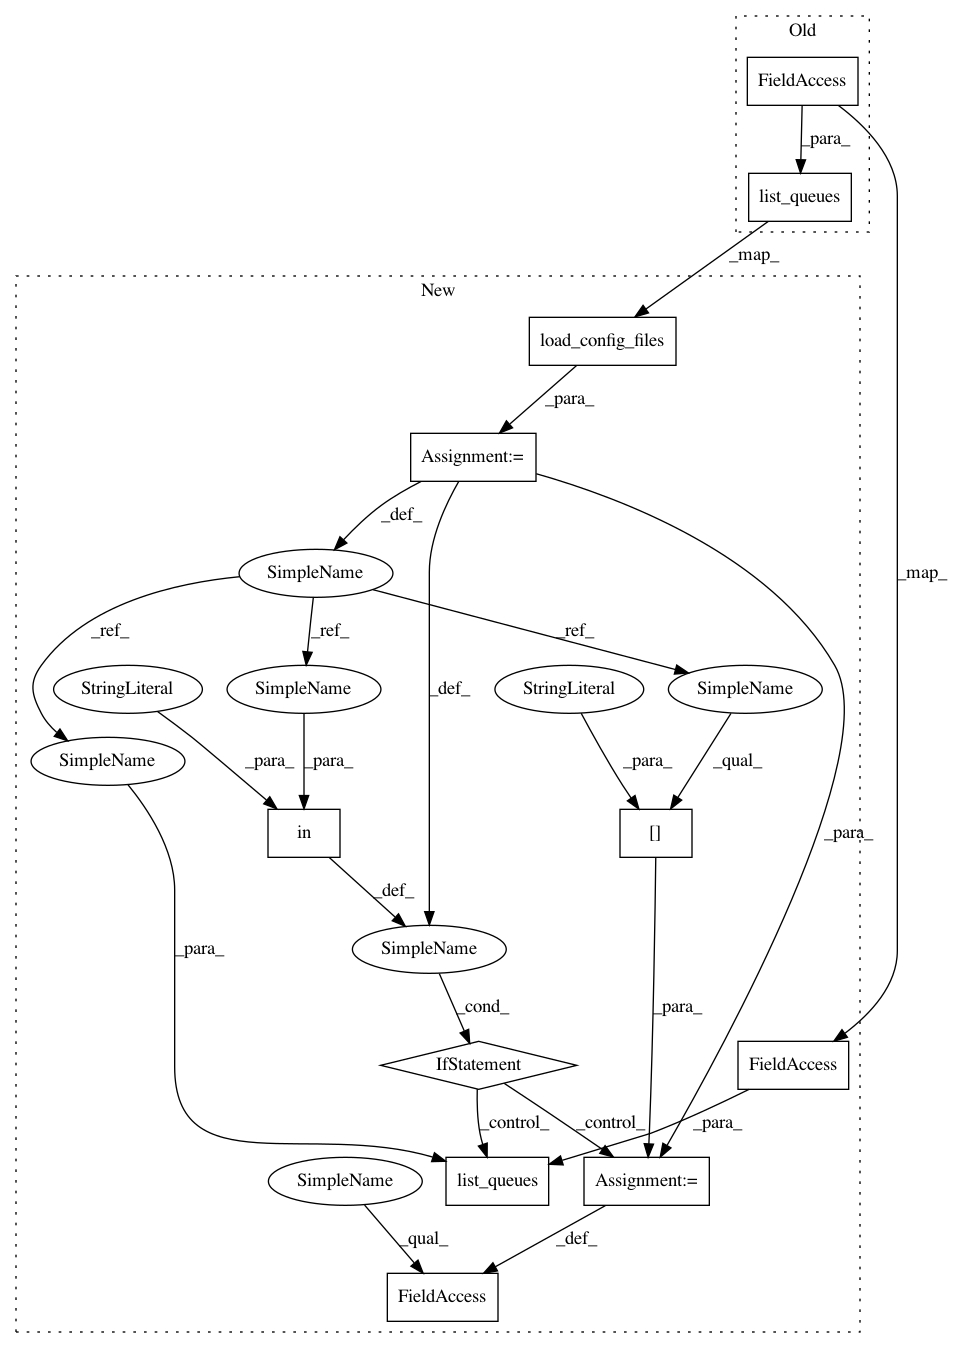 Old
FieldAccess
_para_
list_queues
_map_
New
load_config_files
_para_
Assignment:=
_def_
SimpleName
_map_
_ref_
_ref_
_ref_
StringLiteral
SimpleName
_def_
StringLiteral
SimpleName
SimpleName
_para_
_para_
_para_
_qual_
in
[]
_para_
_def_
SimpleName
_para_
_cond_
_para_
IfStatement
FieldAccess
_control_
_control_
_para_
SimpleName
list_queues
Assignment:=
_qual_
_def_
FieldAccess